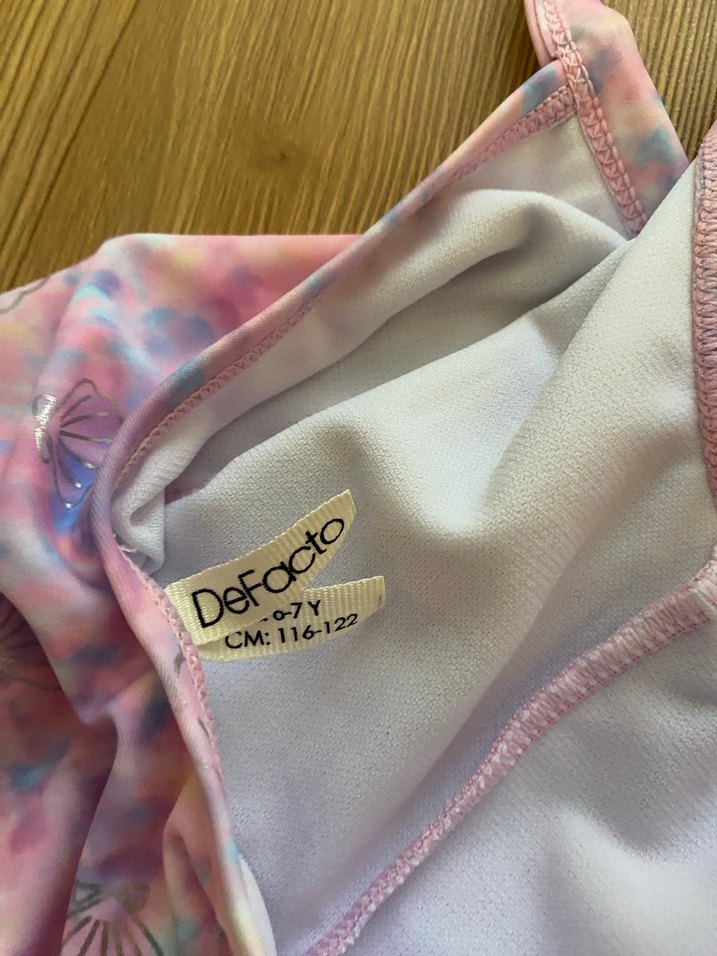 DeFacto
6-7 Y
CM: 116-122